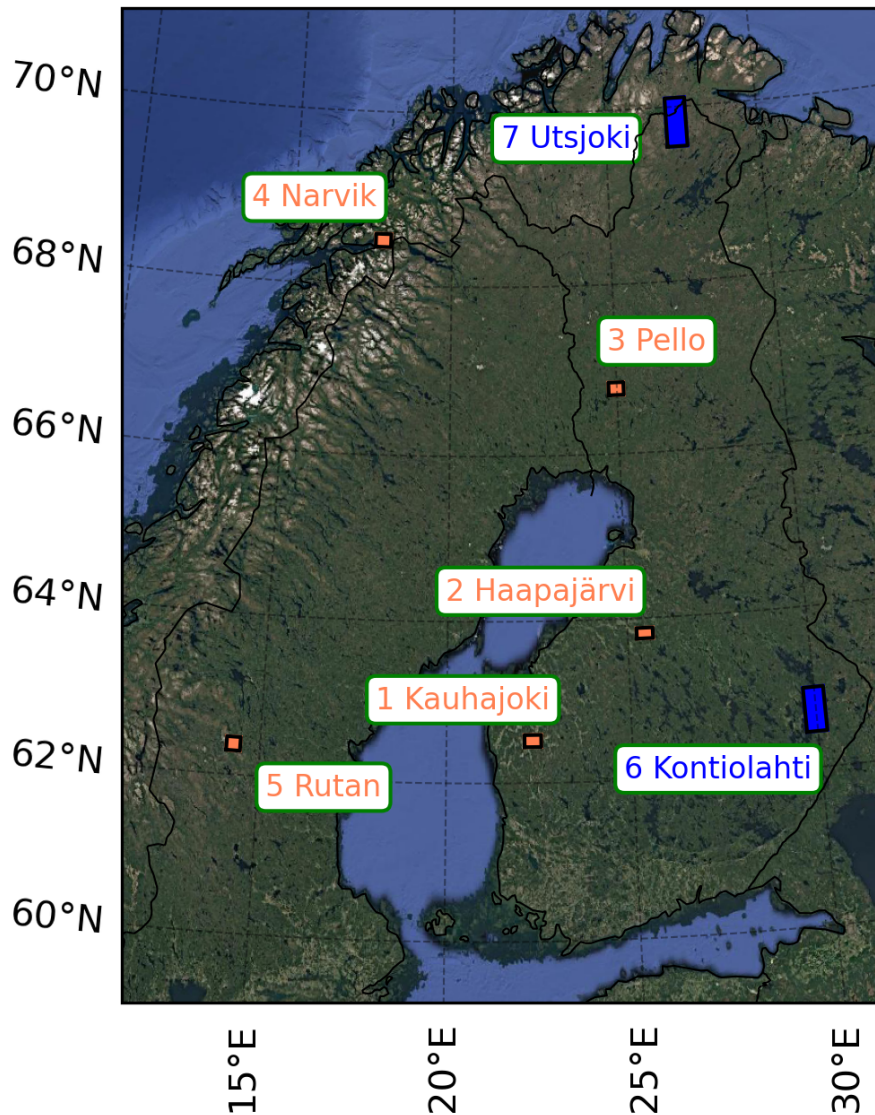 70°N
7 Utsjoki
4 Narvik
68°N
3 Pello
66°N
64°N
2 Haapajärvi
1 Kauhajoki
62°N
6 Kontiolahti
5 Rutan
60°N
15°E
20°E
25°E
30°E